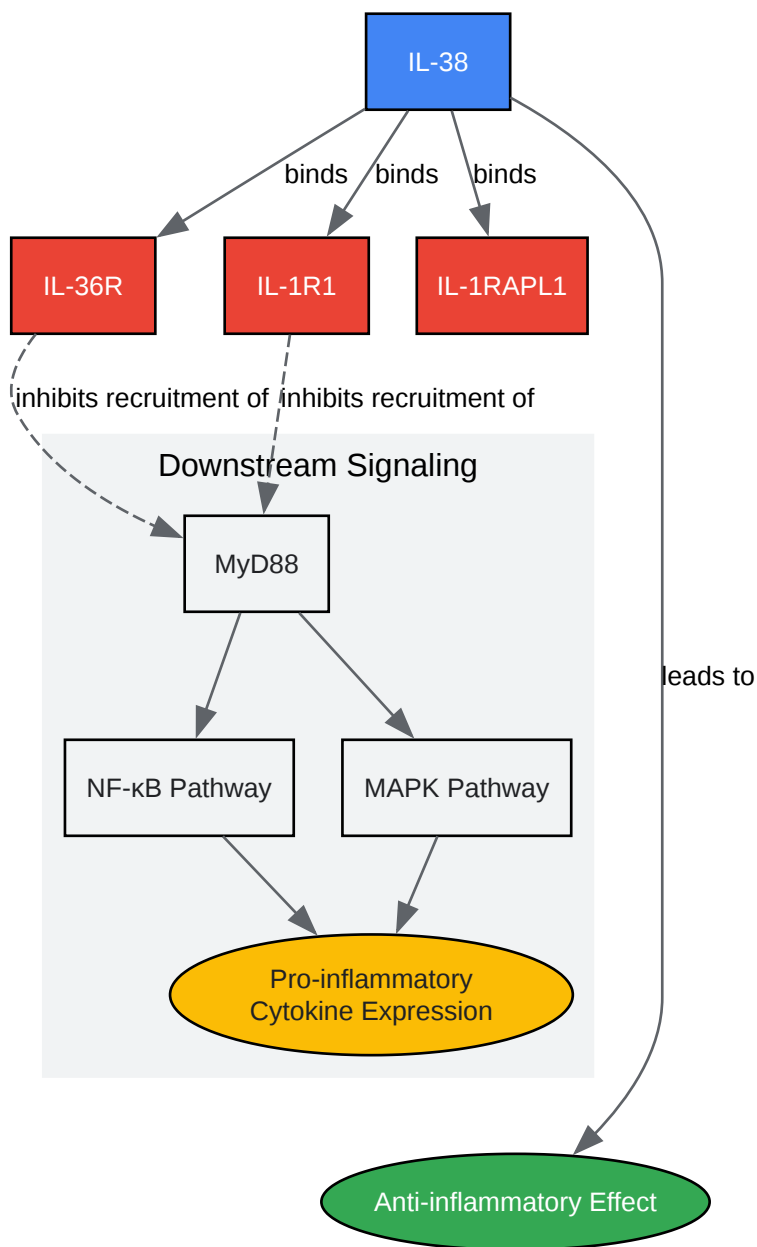 IL-38
binds
binds
binds
IL-36R
IL-1R1
IL-1RAPL1
inhibits recruitment of
inhibits recruitment of
Downstream Signaling
MyD88
leads to
NF-κB Pathway
MAPK Pathway
Pro-inflammatory
Cytokine Expression
Anti-inflammatory Effect